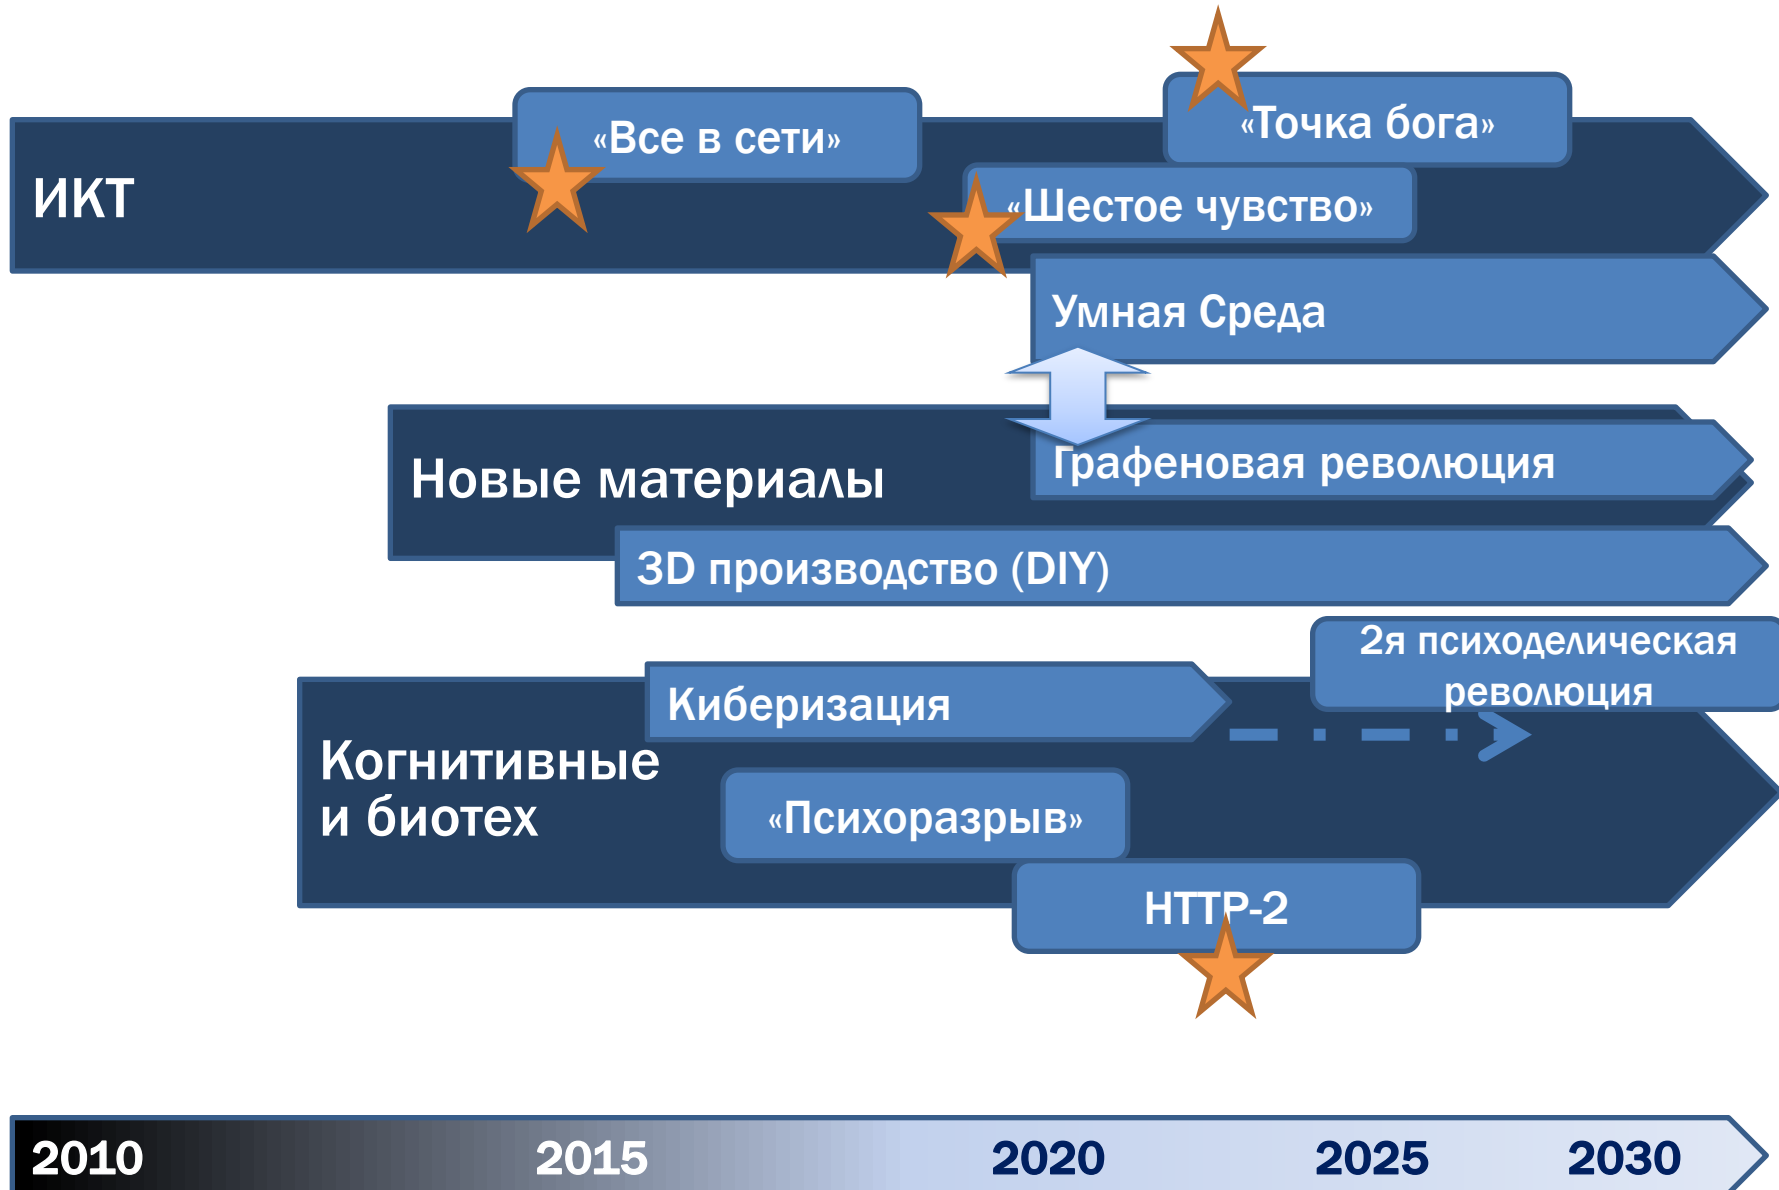 «Точка бога»
«Все в сети»
ИКТ
«Шестое чувство»
Умная Среда
Графеновая революция
Новые материалы
3D производство (DIY)
2я психоделическая
революция
Киберизация
Когнитивные
и биотех
«Психоразрыв»
HTTP-2
2010
2015
2020
2025
2030